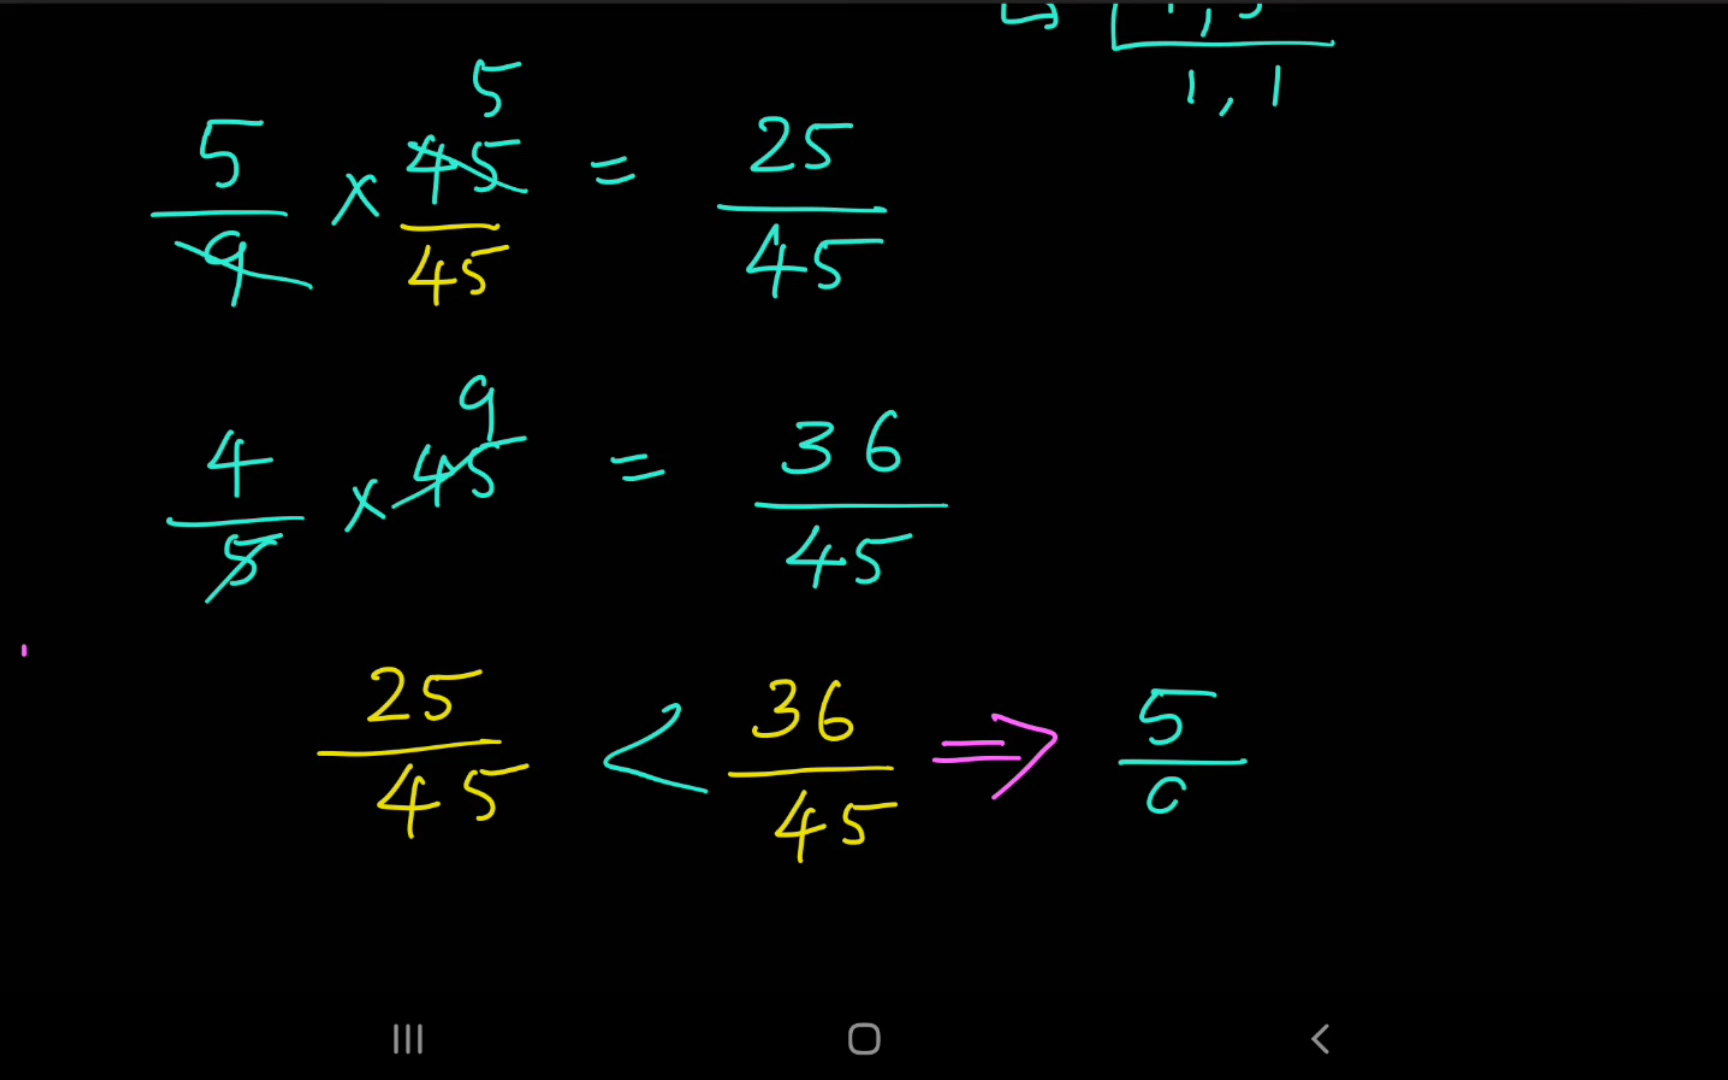 1, 1
5/9 × 45/45 = 25/45
5
4/5 × 45 = 36/45
9
25/45 < 36/45 ⇒ 5/0